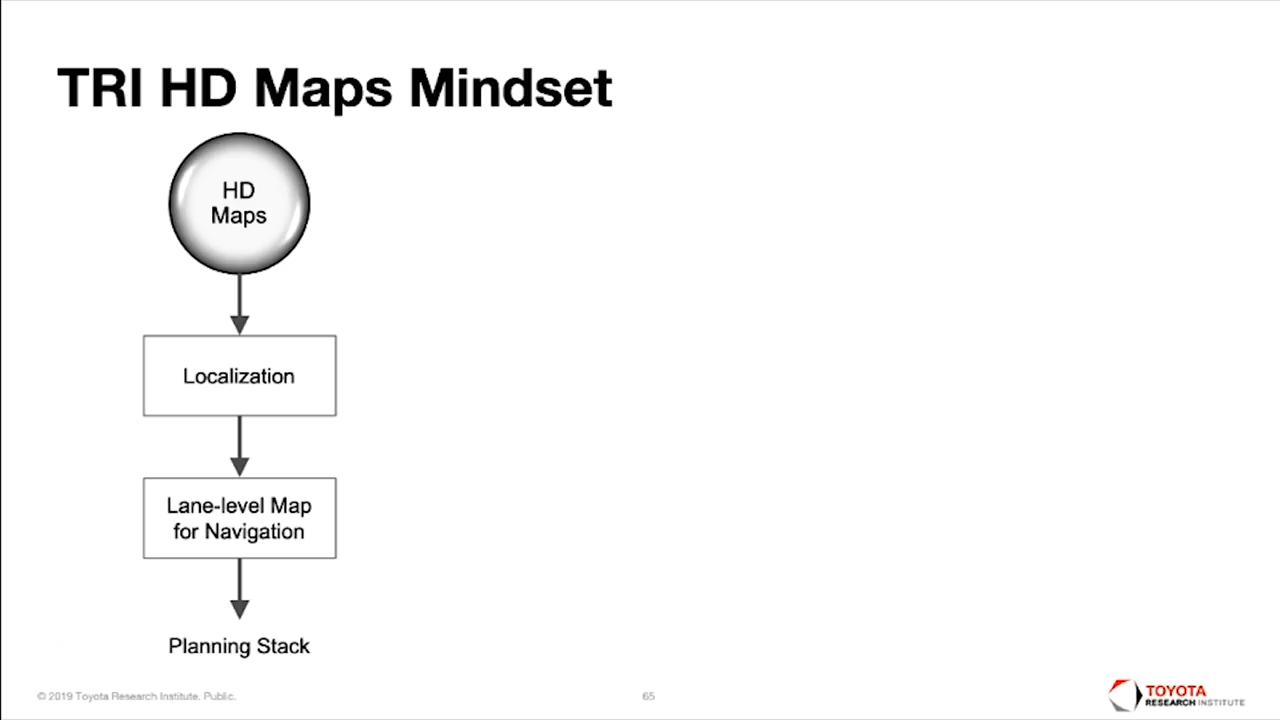 TRI HD Maps Mindset
HD
Maps
Localization
Lane-level Map
for Navigation
Planning Stack
© 2019 Toyota Research Institute. Public.
65
TOYOTA
RESEARCH INSTITUTE